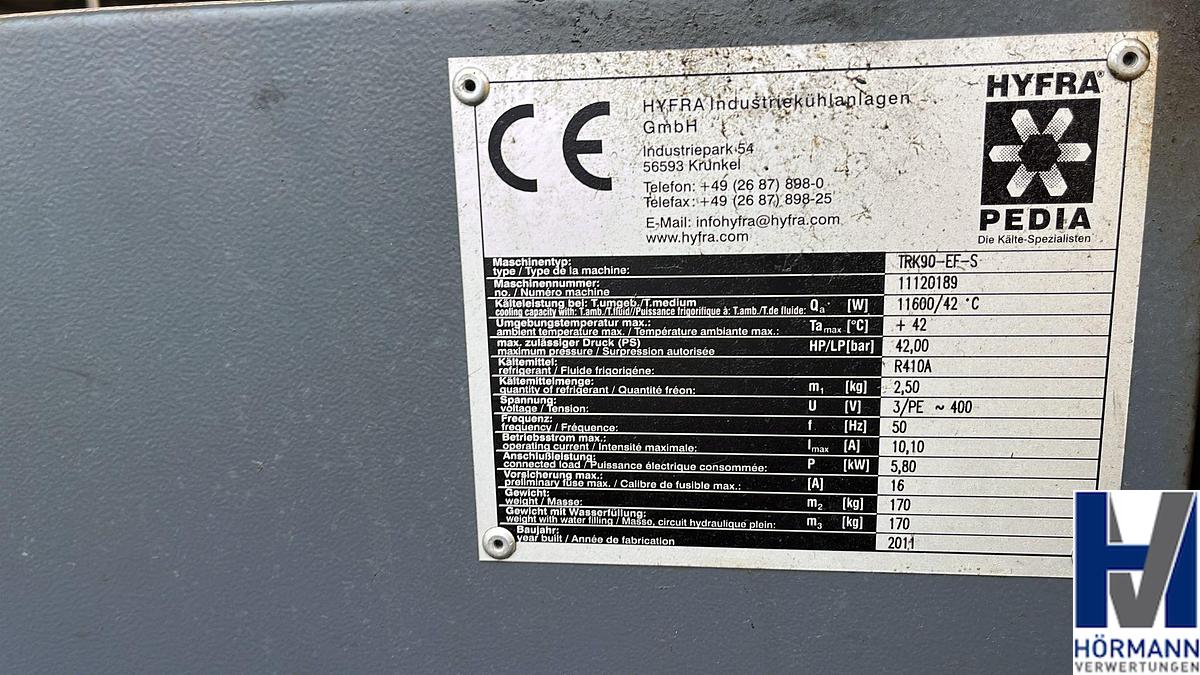 CE
HYFRA Industriekühlanlagen
GmbH
Industriepark 54
56593 Krunkel
Telefon: +49 (26 87) 898-0
Telefax: +49 (26 87) 898-25
E-Mail: infohyfra@hyfra.com
www.hyfra.com
HYFRA®
PEDIA
Die Kälte-Spezialisten
Maschinentyp: TRK90-EF-S
type / Type de la machine:
Maschinennummer: 11120189
no. / Numéro machine
Kälteleistung bei: T.umgeb./T.medium Qa [W] 11600/42 °C
cooling capacity with: T.amb./T.fluid//Puissance frigorifique à: T.amb./T.de fluide:
Umgebungstemperatur max.: Ta max [°C] + 42
ambient temperature max. / Température ambiante max.:
max. zulässiger Druck (PS) HP/LP[bar] 42,00
maximum pressure / Surpression autorisée
Kältemittel: R410A
refrigerant / Fluide frigorigéne:
Kältemittelmenge: m1 [kg] 2,50
quantity of refrigerant / Quantité fréon:
Spannung: U [V] 3/PE ~ 400
voltage / Tension:
Frequenz: f [Hz] 50
frequency / Fréquence:
Betriebsstrom max.: Imax [A] 10,10
operating current / Intensité maximale:
Anschlußleistung: P [kW] 5,80
connected load / Puissance électrique consommée:
Vorsicherung max.: [A] 16
preliminary fuse max. / Calibre de fusible max.:
Gewicht: m2 [kg] 170
weight / Masse:
Gewicht mit Wasserfüllung: m3 [kg] 170
weight with water filling / Masse, circuit hydraulique plein:
Baujahr: 2011
year built / Année de fabrication
HÖRMANN
VERWERTUNGEN